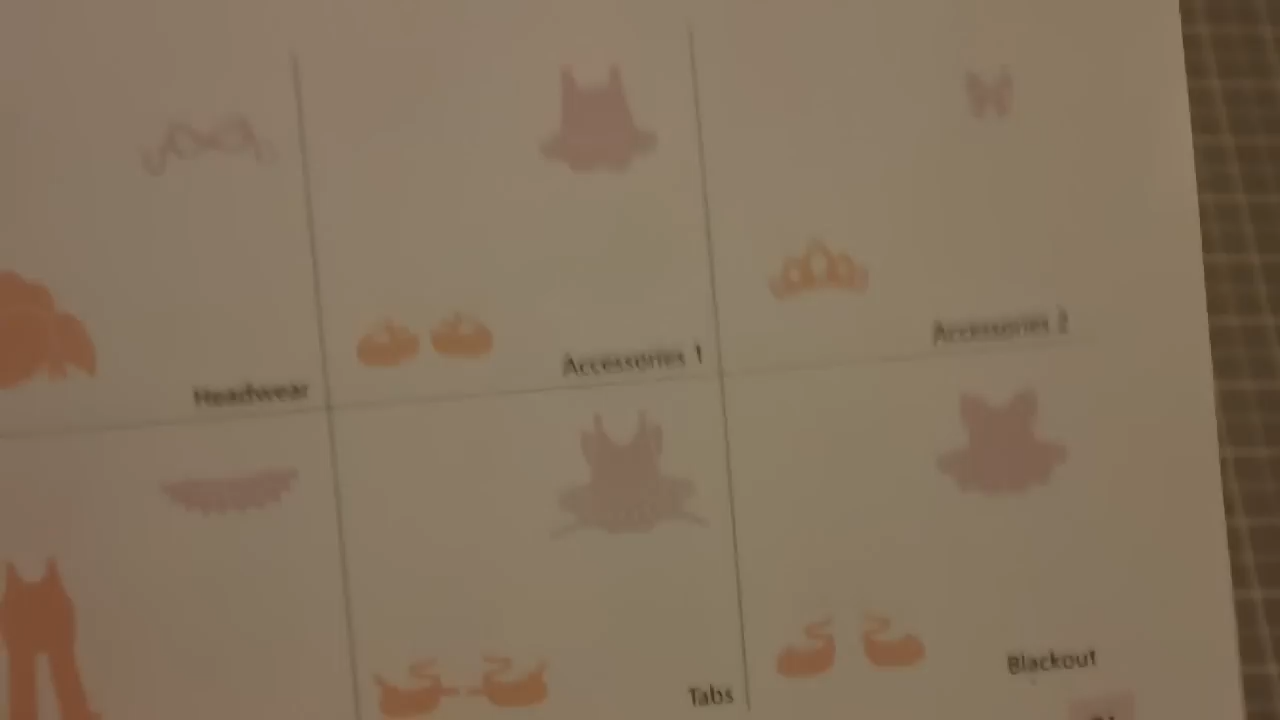 Headwear
Accessories 1
Accessories 2
Tabs
Blackout